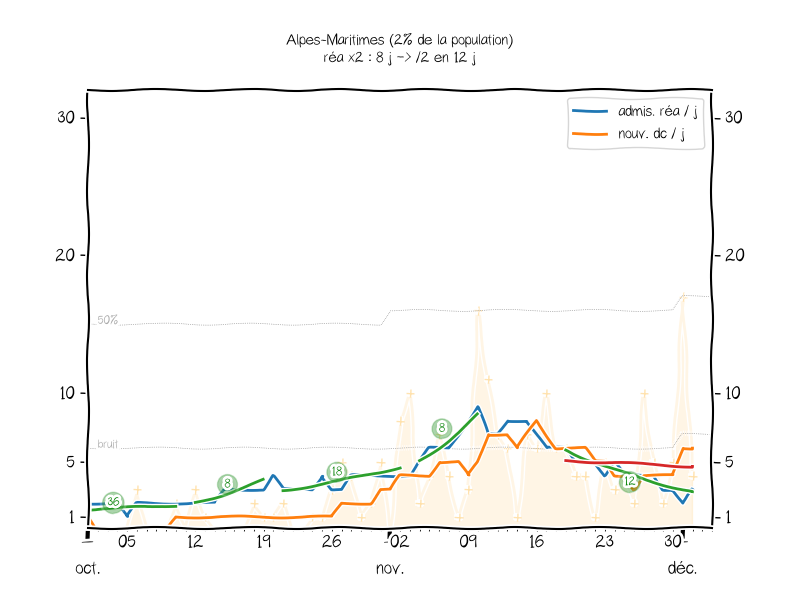 Alpes-Maritimes (2% de la population)
réa x2 : 8 j -> /2 en 12 j
admis. réa / j
nouv. dc / j
30 30
20 20
50%
10 10
bruit
5 5
1 1
36 8 18 8 12
05 12 19 26 02 09 16 23 30
oct. nov. déc.